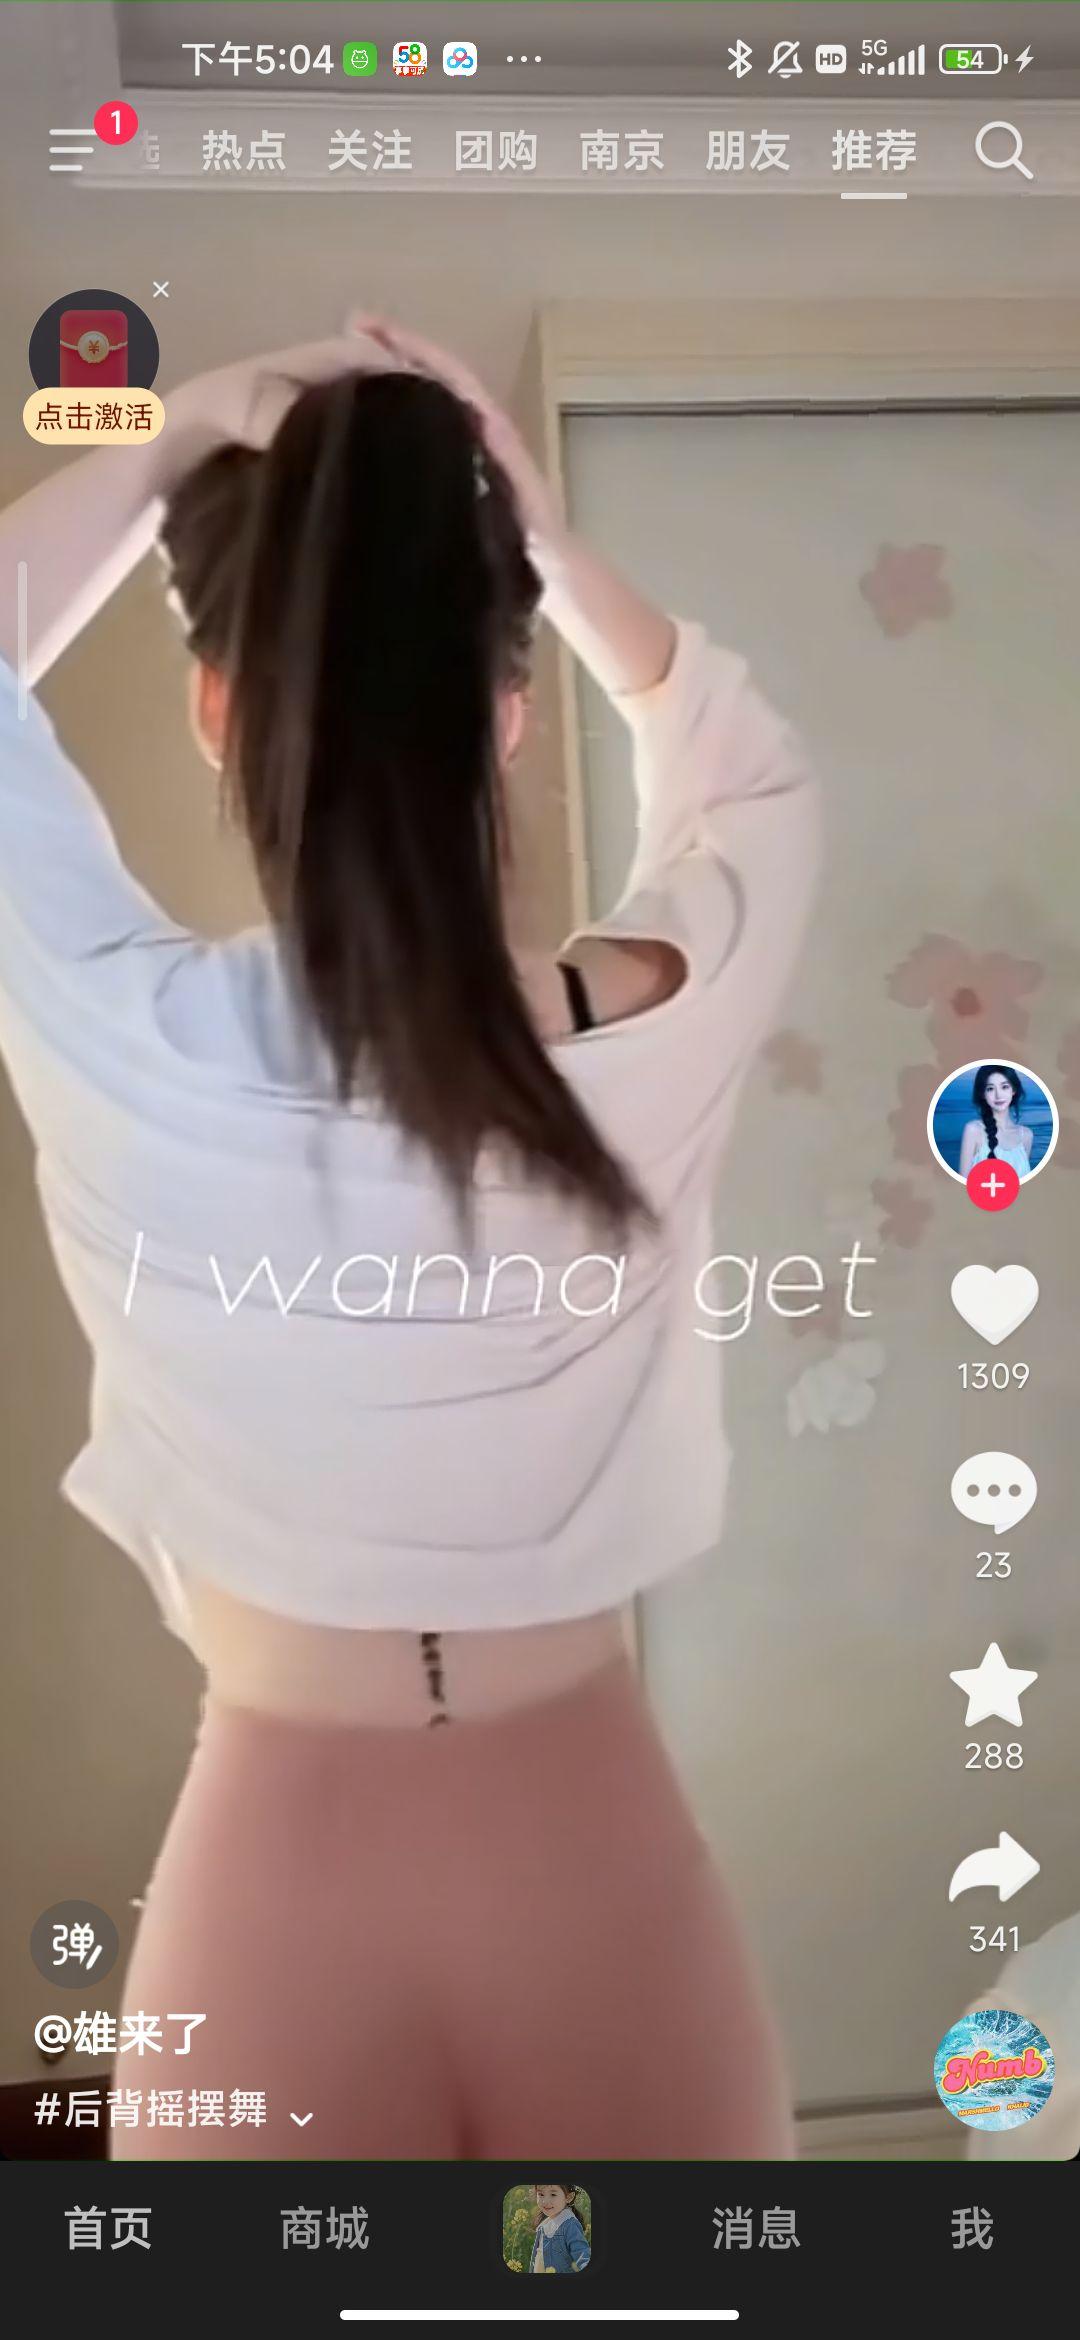 下午5:04
58
HD
5G
54
1
热点 关注 团购 南京 朋友 推荐
点击激活
I wanna get
1309
23
288
341
弹
@雄来了
#后背摇摆舞
Numb
MARSHMELLO KHALID
首页 商城 消息 我